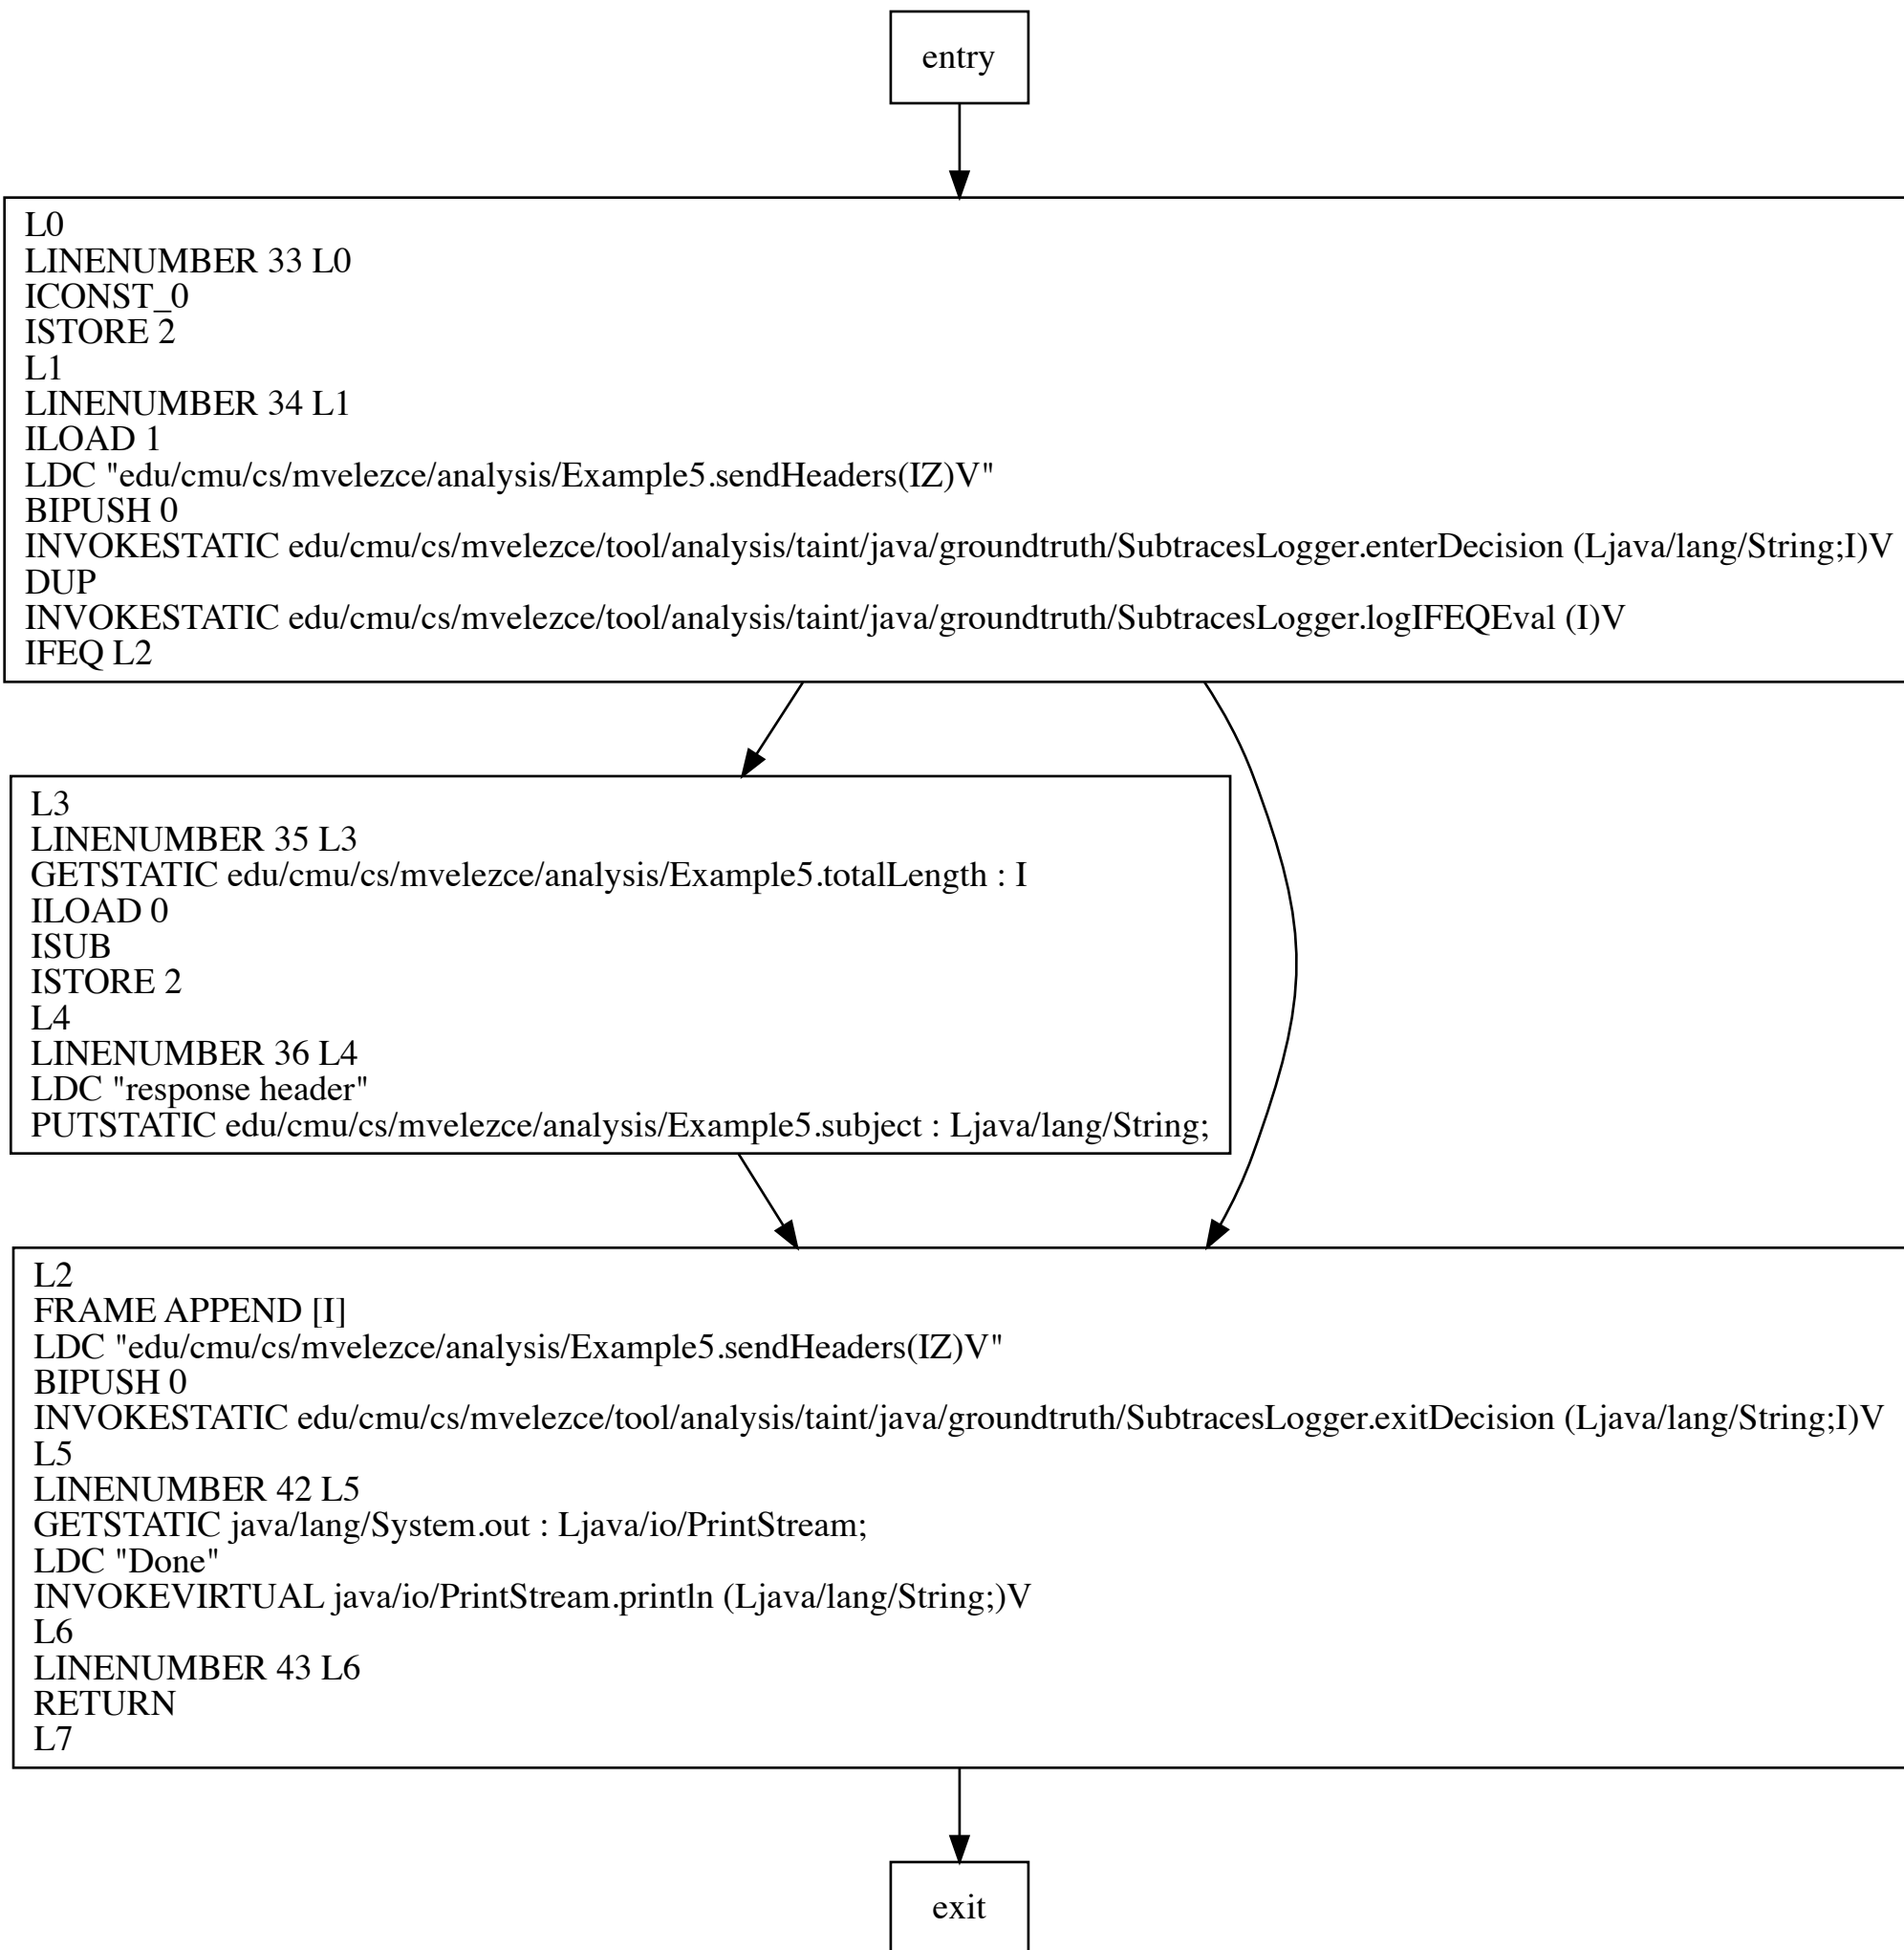 entry
L0
LINENUMBER 33 L0
ICONST_0
ISTORE 2
L1
LINENUMBER 34 L1
ILOAD 1
LDC "edu/cmu/cs/mvelezce/analysis/Example5.sendHeaders(IZ)V"
BIPUSH 0
INVOKESTATIC edu/cmu/cs/mvelezce/tool/analysis/taint/java/groundtruth/SubtracesLogger.enterDecision (Ljava/lang/String;I)V
DUP
INVOKESTATIC edu/cmu/cs/mvelezce/tool/analysis/taint/java/groundtruth/SubtracesLogger.logIFEQEval (I)V
IFEQ L2
L3
LINENUMBER 35 L3
GETSTATIC edu/cmu/cs/mvelezce/analysis/Example5.totalLength : I
ILOAD 0
ISUB
ISTORE 2
L4
LINENUMBER 36 L4
LDC "response header"
PUTSTATIC edu/cmu/cs/mvelezce/analysis/Example5.subject : Ljava/lang/String;
L2
FRAME APPEND [I]
LDC "edu/cmu/cs/mvelezce/analysis/Example5.sendHeaders(IZ)V"
BIPUSH 0
INVOKESTATIC edu/cmu/cs/mvelezce/tool/analysis/taint/java/groundtruth/SubtracesLogger.exitDecision (Ljava/lang/String;I)V
L5
LINENUMBER 42 L5
GETSTATIC java/lang/System.out : Ljava/io/PrintStream;
LDC "Done"
INVOKEVIRTUAL java/io/PrintStream.println (Ljava/lang/String;)V
L6
LINENUMBER 43 L6
RETURN
L7
exit